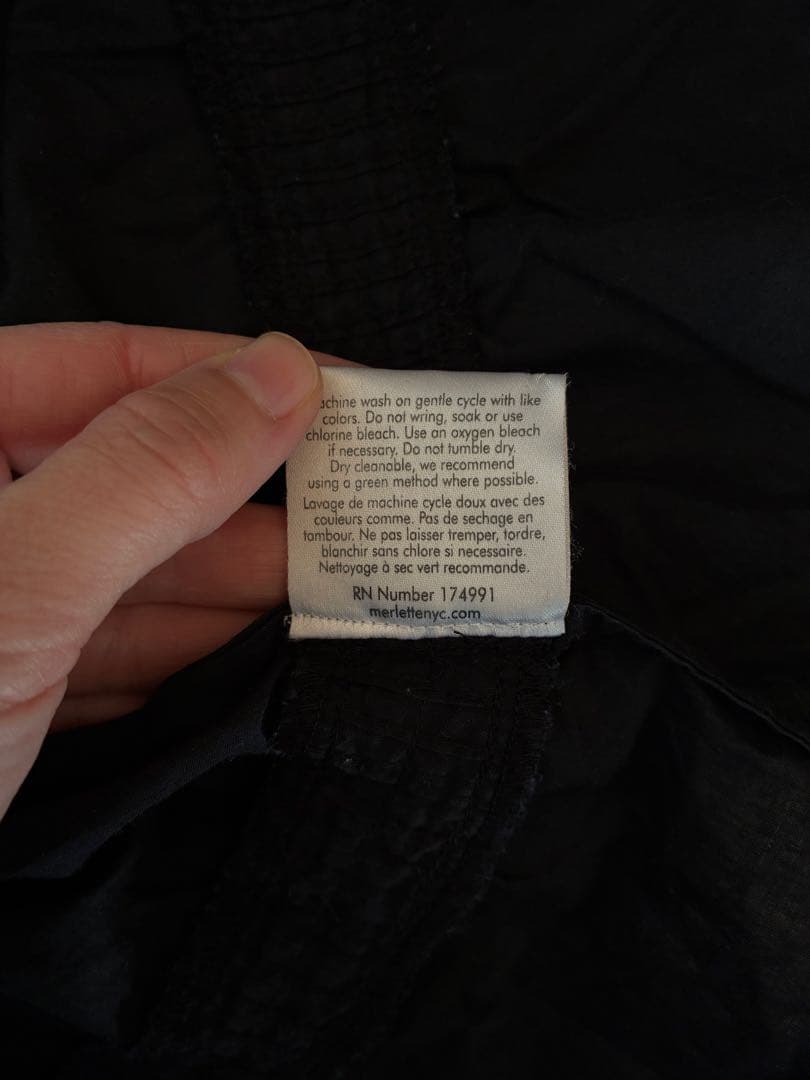 achine wash on gentle cycle with like
colors. Do not wring, soak or use
chlorine bleach. Use an oxygen bleach
if necessary. Do not tumble dry.
Dry cleanable, we recommend
using a green method where possible.
Lavage de machine cycle doux avec des
couleurs comme. Pas de sechage en
tambour. Ne pas laisser tremper, tordre,
blanchir sans chlore si necessaire.
Nettoyage à sec vert recommande.
RN Number 174991
merlettenyc.com